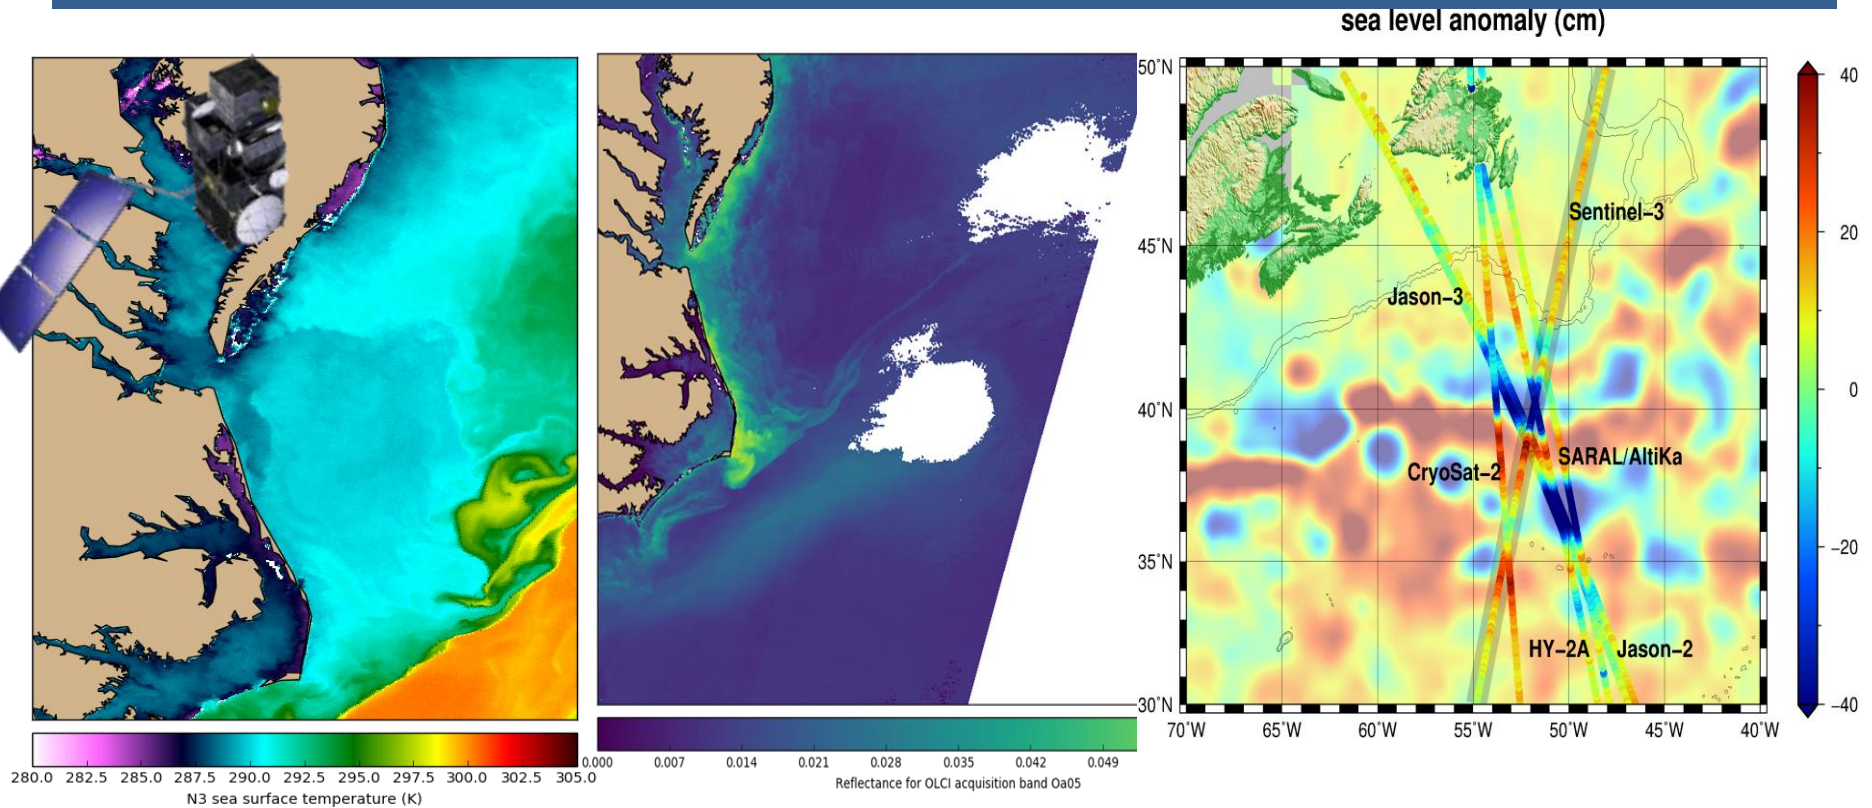 sea level anomaly (cm)
280.0 282.5 285.0 287.5 290.0 292.5 295.0 297.5 300.0 302.5 305.0
N3 sea surface temperature (K)
0.000 0.007 0.014 0.021 0.028 0.035 0.042 0.049
Reflectance for OLCI acquisition band Oa05
50°N
45°N
40°N
35°N
30°N
Sentinel-3
Jason-3
SARAL/AltiKa
CryoSat-2
HY-2A
Jason-2
70°W 65°W 60°W 55°W 50°W 45°W 40°W
40
20
0
-20
-40